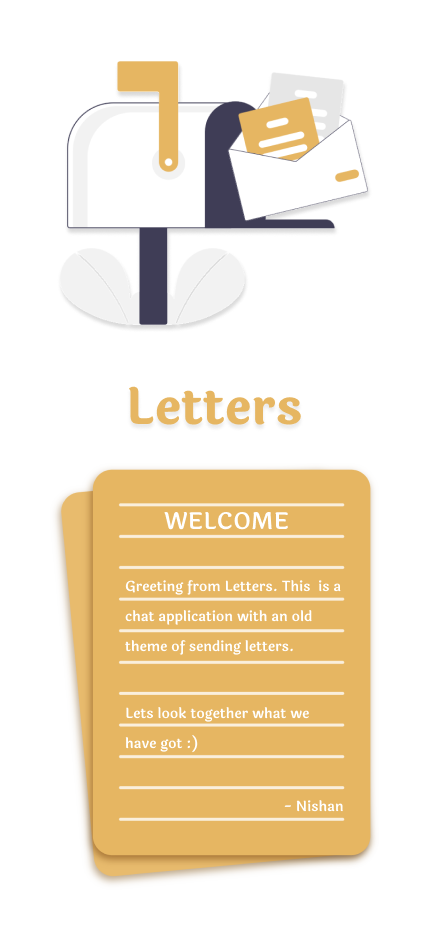 Letters
WELCOME
Greeting from Letters. This  is a
chat application with an old
theme of sending letters.
Lets look together what we
have got :)
- Nishan